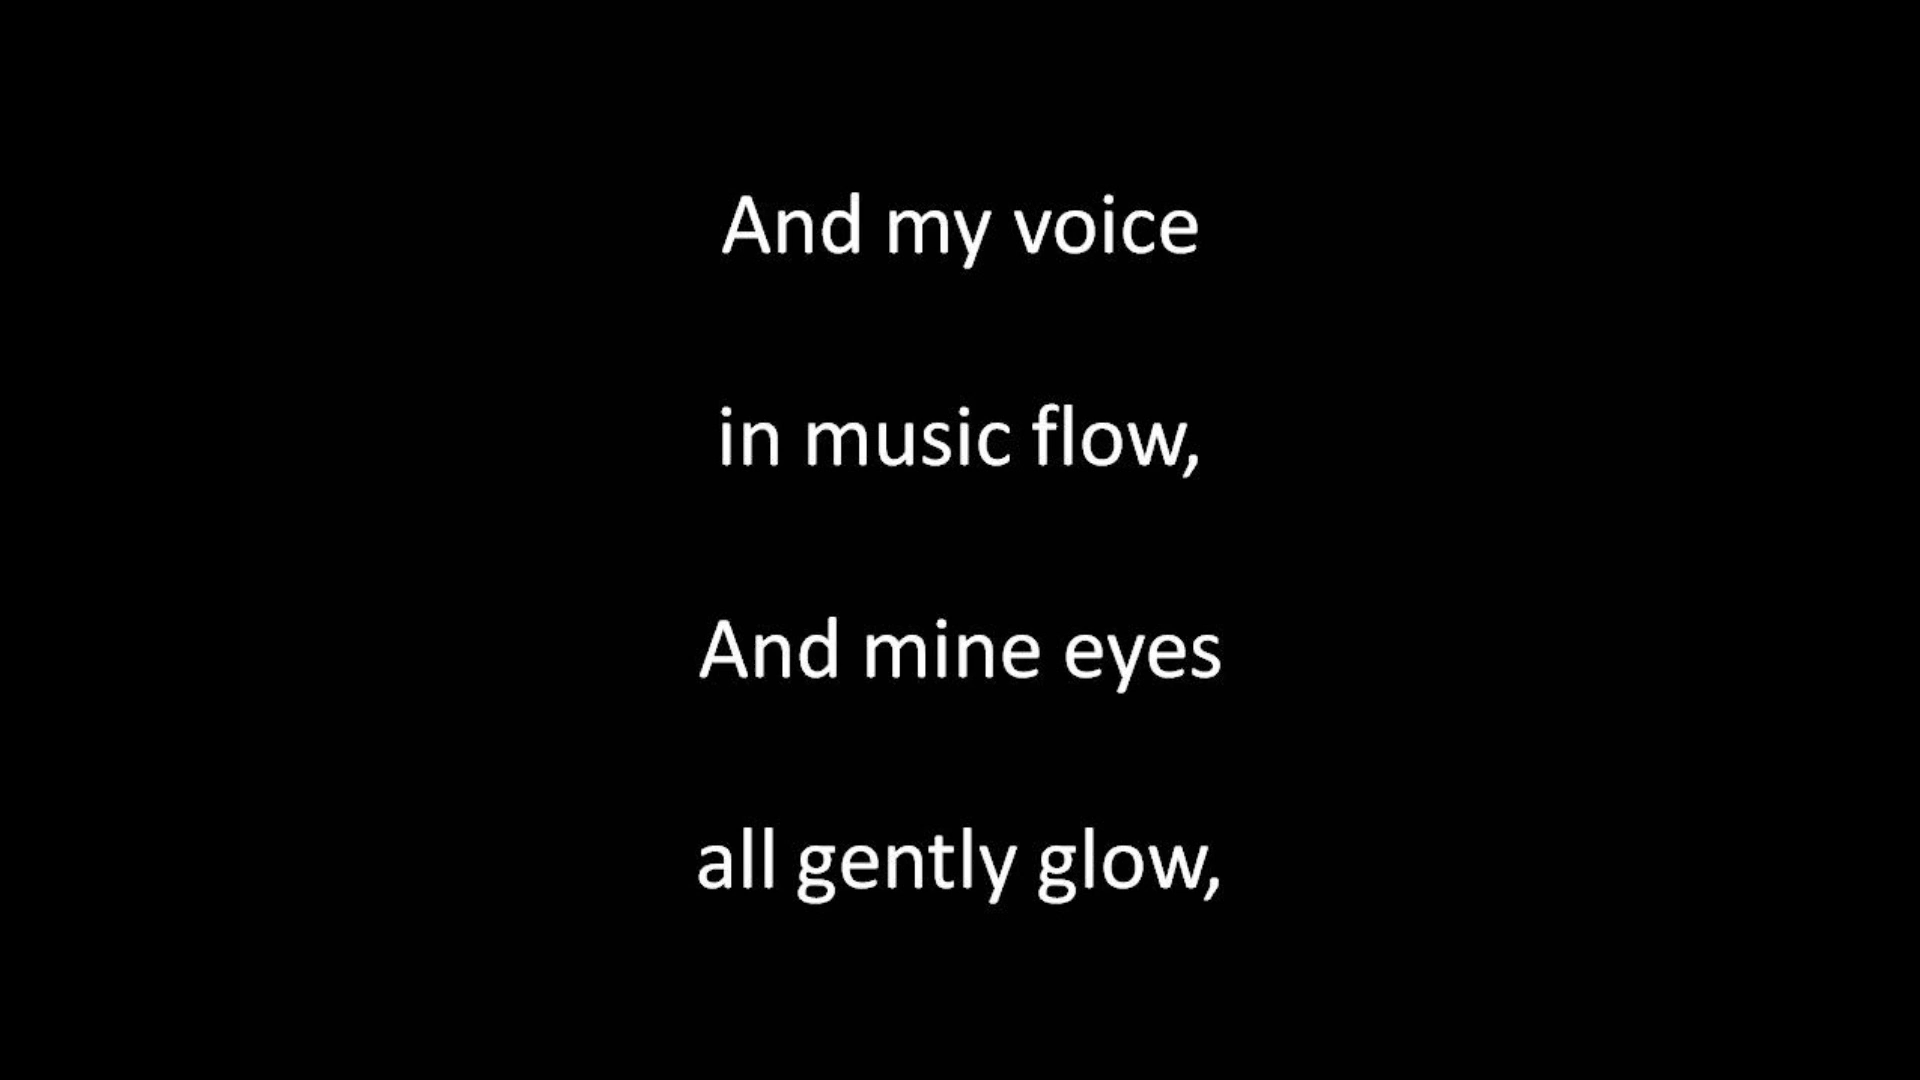 And my voice
in music flow,
And mine eyes
all gently glow,